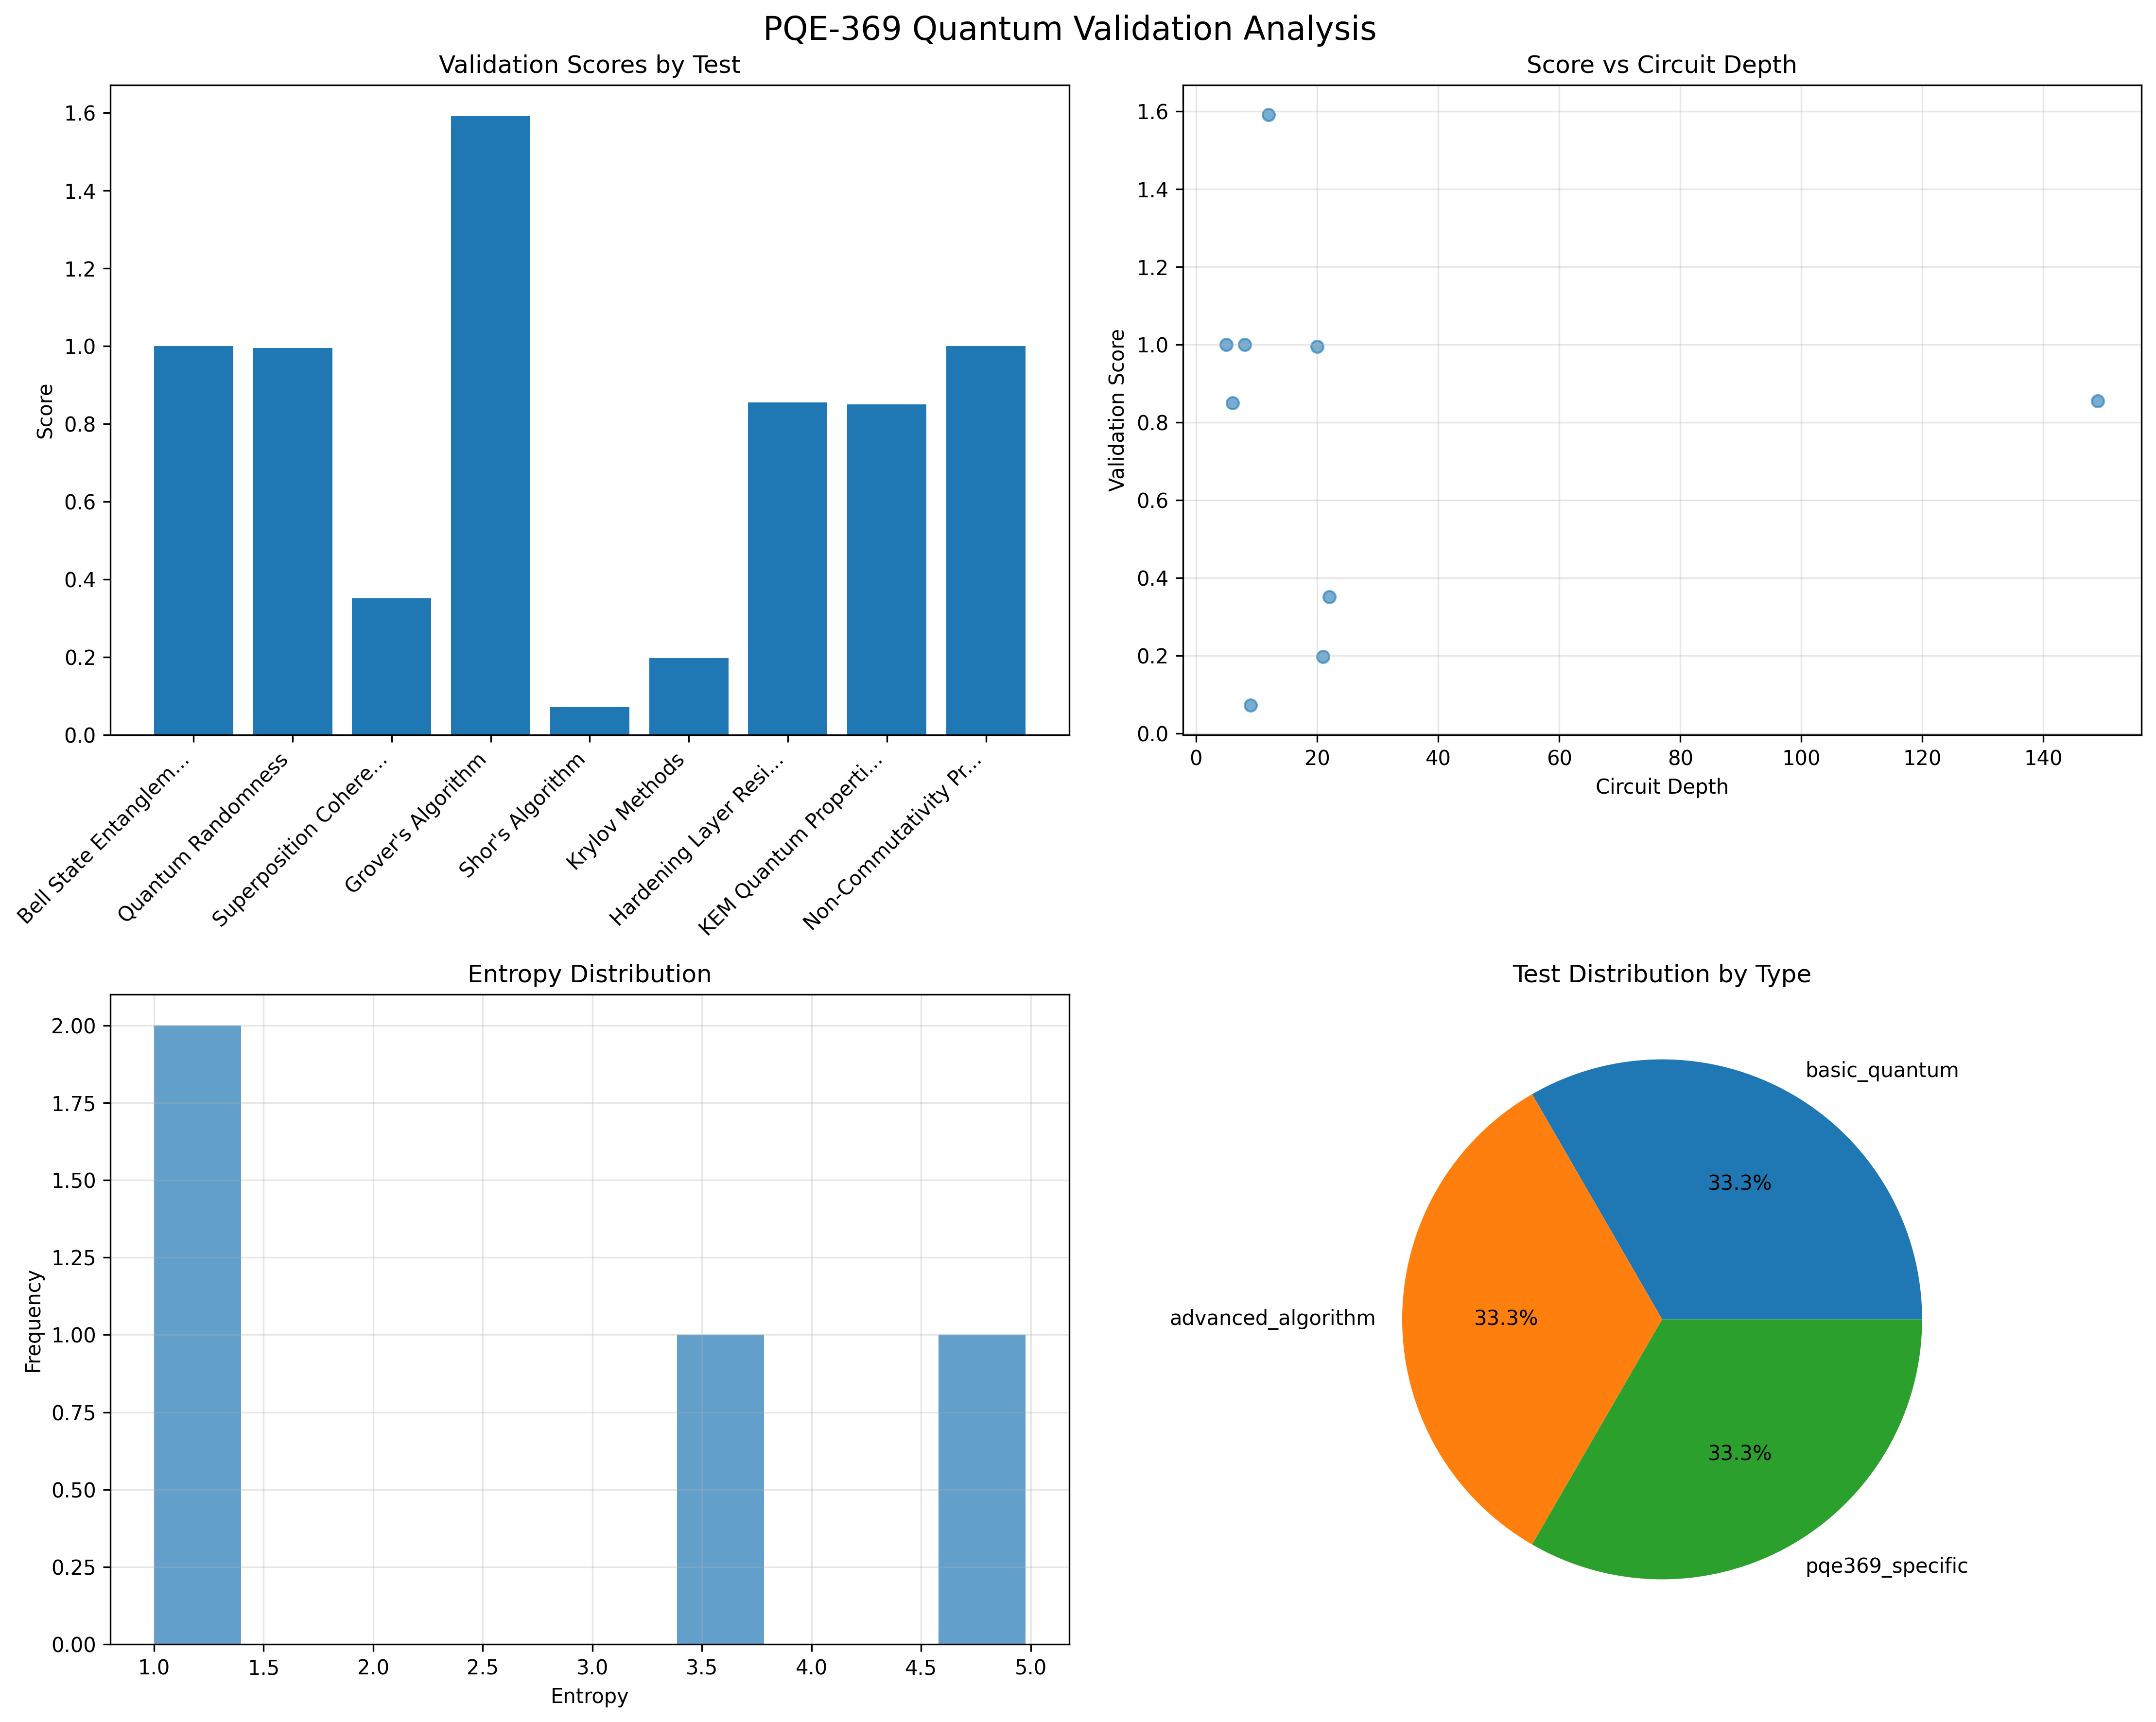 PQE-369 Quantum Validation Analysis
Validation Scores by Test
Score
1.6
1.4
1.2
1.0
0.8
0.6
0.4
0.2
0.0
Bell State Entanglem...
Quantum Randomness
Superposition Cohere...
Grover's Algorithm
Shor's Algorithm
Krylov Methods
Hardening Layer Resi...
KEM Quantum Properti...
Non-Commutativity Pr...
Score vs Circuit Depth
Validation Score
1.6
1.4
1.2
1.0
0.8
0.6
0.4
0.2
0.0
0 20 40 60 80 100 120 140
Circuit Depth
Entropy Distribution
Frequency
2.00
1.75
1.50
1.25
1.00
0.75
0.50
0.25
0.00
1.0 1.5 2.0 2.5 3.0 3.5 4.0 4.5 5.0
Entropy
Test Distribution by Type
basic_quantum
33.3%
advanced_algorithm
33.3%
33.3%
pqe369_specific